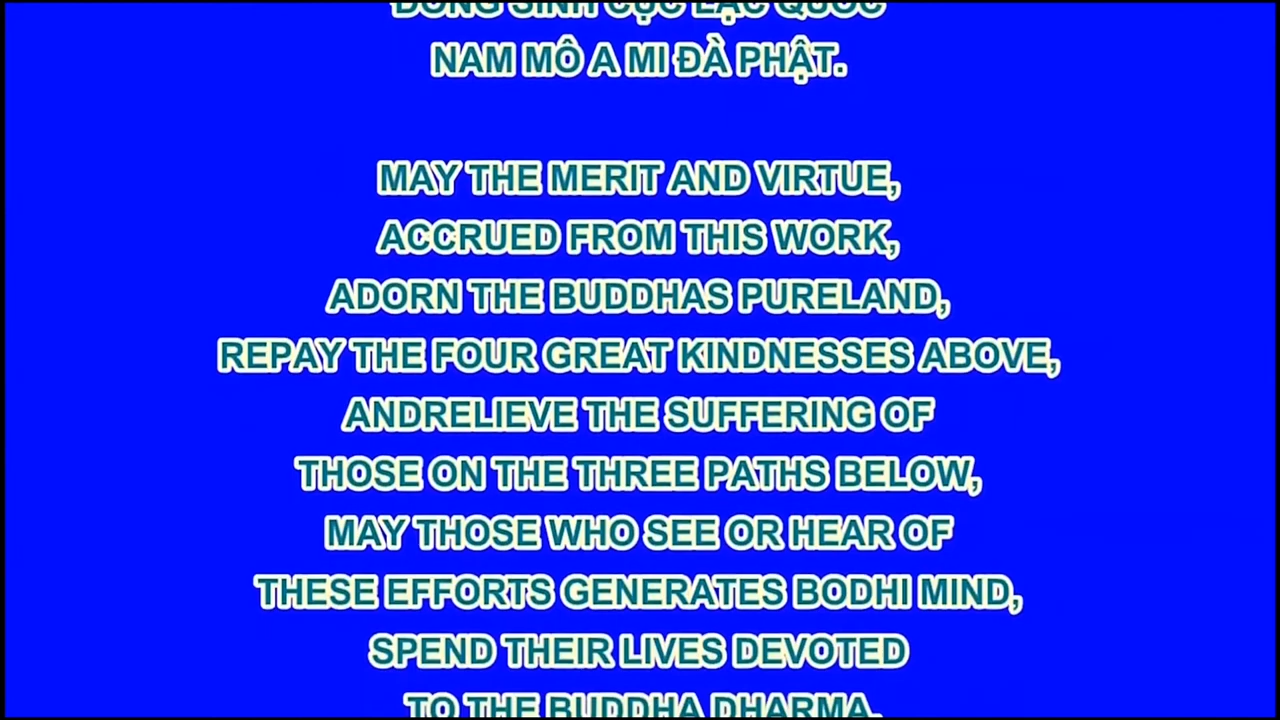 ĐỒNG SINH CỰC LẠC QUỐC
NAM MÔ A MI ĐÀ PHẬT.
MAY THE MERIT AND VIRTUE,
ACCRUED FROM THIS WORK,
ADORN THE BUDDHAS PURELAND,
REPAY THE FOUR GREAT KINDNESSES ABOVE,
ANDRELIEVE THE SUFFERING OF
THOSE ON THE THREE PATHS BELOW,
MAY THOSE WHO SEE OR HEAR OF
THESE EFFORTS GENERATES BODHI MIND,
SPEND THEIR LIVES DEVOTED
TO THE BUDDHA DHARMA.